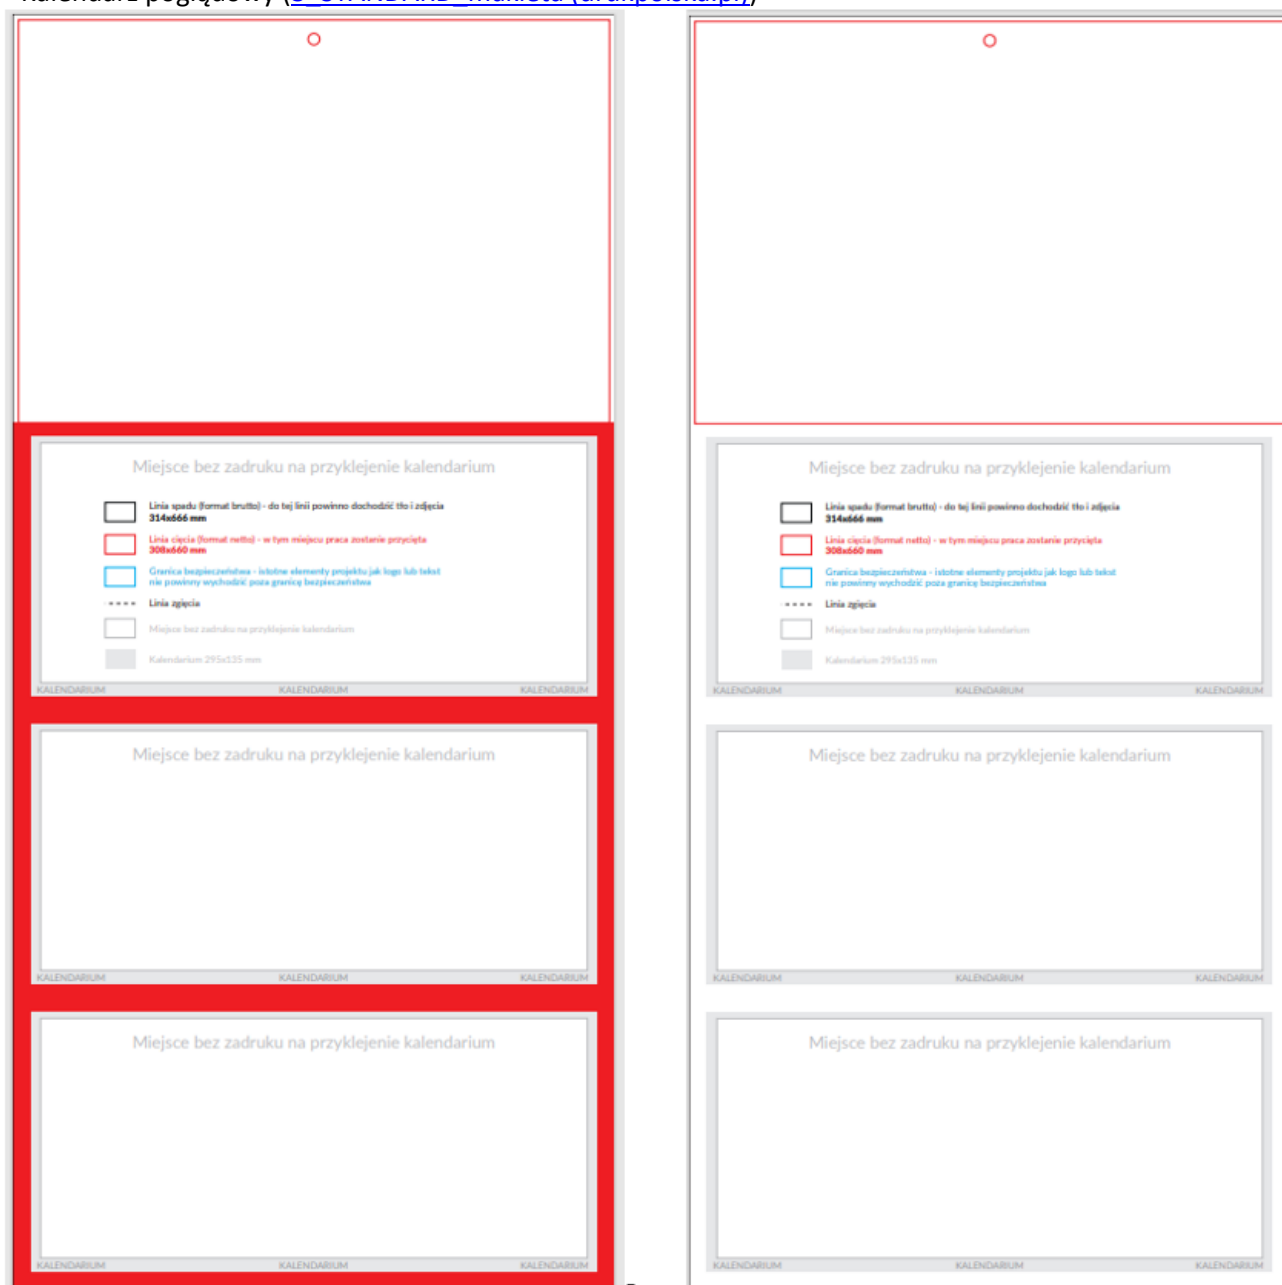 Kalendarz poglądowy (
Miejsce bez zadruku na przyklejenie kalendarium
Linia spadu (format brutto) - do tej linii powinno dochodzić tło i zdjęcia
314x666 mm
Linia cięcia (format netto) - w tym miejscu praca zostanie przycięta
308x660 mm
Granica bezpieczeństwa - istotne elementy projektu jak logo lub tekst
nie powinny wychodzić poza granicę bezpieczeństwa
Linia zgięcia
Miejsce bez zadruku na przyklejenie kalendarium
Kalendarium 295x135 mm
KALENDARIUM KALENDARIUM KALENDARIUM
Miejsce bez zadruku na przyklejenie kalendarium
KALENDARIUM KALENDARIUM KALENDARIUM
Miejsce bez zadruku na przyklejenie kalendarium
KALENDARIUM KALENDARIUM KALENDARIUM
Miejsce bez zadruku na przyklejenie kalendarium
Linia spadu (format brutto) - do tej linii powinno dochodzić tło i zdjęcia
314x666 mm
Linia cięcia (format netto) - w tym miejscu praca zostanie przycięta
308x660 mm
Granica bezpieczeństwa - istotne elementy projektu jak logo lub tekst
nie powinny wychodzić poza granicę bezpieczeństwa
Linia zgięcia
Miejsce bez zadruku na przyklejenie kalendarium
Kalendarium 295x135 mm
KALENDARIUM KALENDARIUM KALENDARIUM
Miejsce bez zadruku na przyklejenie kalendarium
KALENDARIUM KALENDARIUM KALENDARIUM
Miejsce bez zadruku na przyklejenie kalendarium
KALENDARIUM KALENDARIUM KALENDARIUM